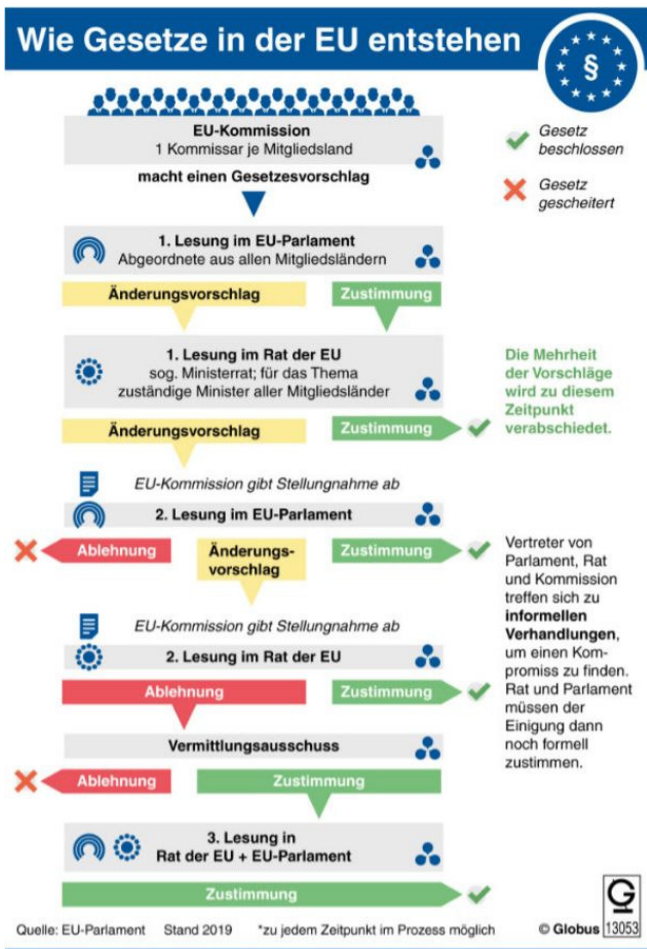 Wie Gesetze in der EU entstehen
§
EU-Kommission
1 Kommissar je Mitgliedsland
macht einen Gesetzesvorschlag
Gesetz
beschlossen
Gesetz
gescheitert
1. Lesung im EU-Parlament
Abgeordnete aus allen Mitgliedsländern
Änderungsvorschlag
Zustimmung
1. Lesung im Rat der EU
sog. Ministerrat; für das Thema
zuständige Minister aller Mitgliedsländer
Änderungsvorschlag
Zustimmung
Die Mehrheit
der Vorschläge
wird zu diesem
Zeitpunkt
verabschiedet.
EU-Kommission gibt Stellungnahme ab
2. Lesung im EU-Parlament
Ablehnung
Änderungs-
vorschlag
Zustimmung
EU-Kommission gibt Stellungnahme ab
2. Lesung im Rat der EU
Ablehnung
Zustimmung
Vertreter von
Parlament, Rat
und Kommission
treffen sich zu
informellen
Verhandlungen,
um einen Kom-
promiss zu finden.
Rat und Parlament
müssen der
Einigung dann
noch formell
zustimmen.
Vermittlungsausschuss
Ablehnung
Zustimmung
3. Lesung in
Rat der EU + EU-Parlament
Zustimmung
Quelle: EU-Parlament Stand 2019 *zu jedem Zeitpunkt im Prozess möglich
© Globus
G
13053